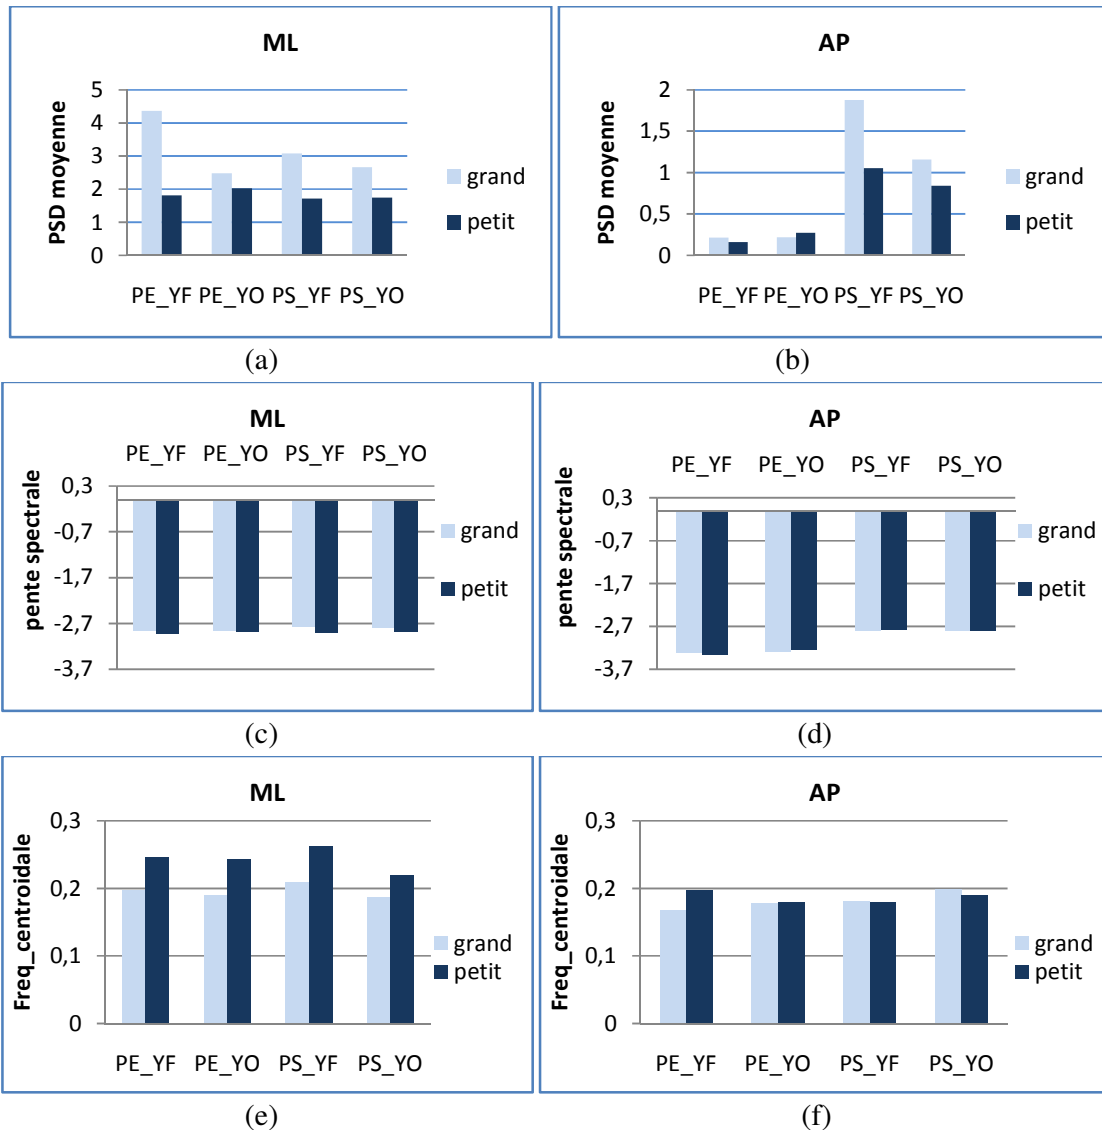 ML
PSD moyenne
5
4
3
2
1
0
grand
petit
PE_YF PE_YO PS_YF PS_YO
(a)
AP
PSD moyenne
2
1,5
1
0,5
0
grand
petit
PE_YF PE_YO PS_YF PS_YO
(b)
ML
PE_YF PE_YO PS_YF PS_YO
pente spectrale
0,3
-0,7
-1,7
-2,7
-3,7
grand
petit
(c)
AP
PE_YF PE_YO PS_YF PS_YO
pente spectrale
0,3
-0,7
-1,7
-2,7
-3,7
grand
petit
(d)
ML
Freq_centroidale
0,3
0,2
0,1
0
grand
petit
PE_YF PE_YO PS_YF PS_YO
(e)
AP
Freq_centroidale
0,3
0,2
0,1
0
grand
petit
PE_YF PE_YO PS_YF PS_YO
(f)